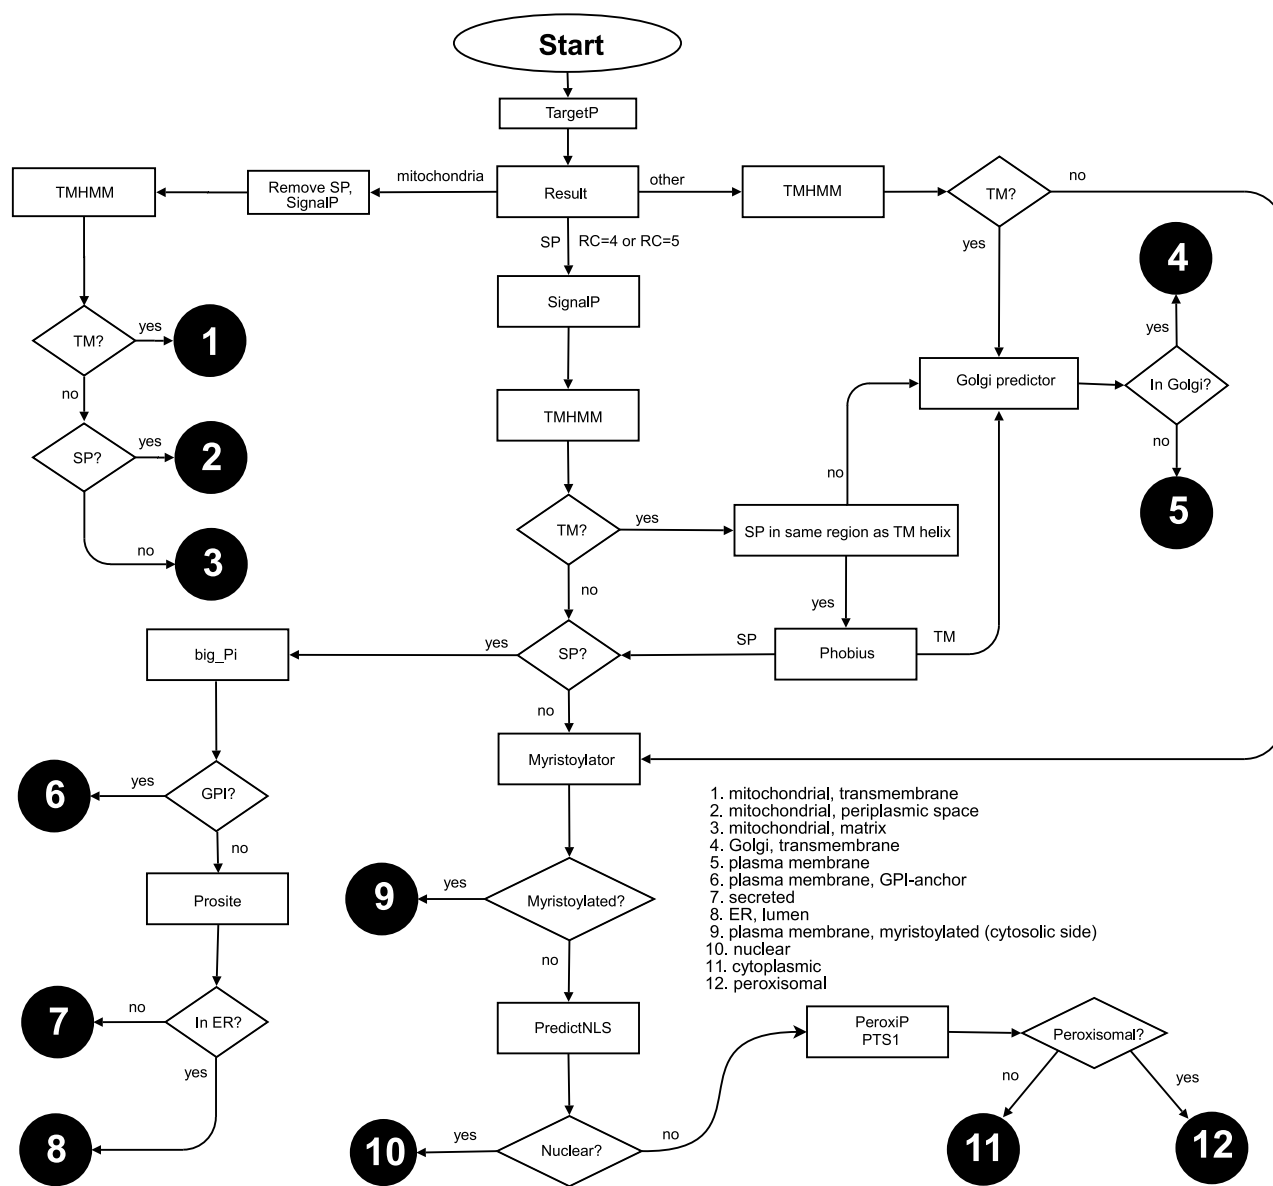 Start
TargetP
mitochondria
other
no
TMHMM
Remove SP,
SignalP
Result
TMHMM
TM?
SP
RC=4 or RC=5
yes
4
SignalP
yes
TM?
yes
1
no
Golgi predictor
In Golgi?
TMHMM
no
SP?
yes
2
no
5
TM?
yes
SP in same region as TM helix
no
3
no
yes
big_Pi
yes
SP?
SP
Phobius
TM
no
Myristoylator
6
yes
GPI?
no
1. mitochondrial, transmembrane
2. mitochondrial, periplasmic space
3. mitochondrial, matrix
4. Golgi, transmembrane
5. plasma membrane
6. plasma membrane, GPI-anchor
7. secreted
8. ER, lumen
9. plasma membrane, myristoylated (cytosolic side)
10. nuclear
11. cytoplasmic
12. peroxisomal
Prosite
9
yes
Myristoylated?
no
7
no
In ER?
yes
PredictNLS
PeroxiP
PTS1
Peroxisomal?
no
yes
8
10
yes
Nuclear?
no
11
12